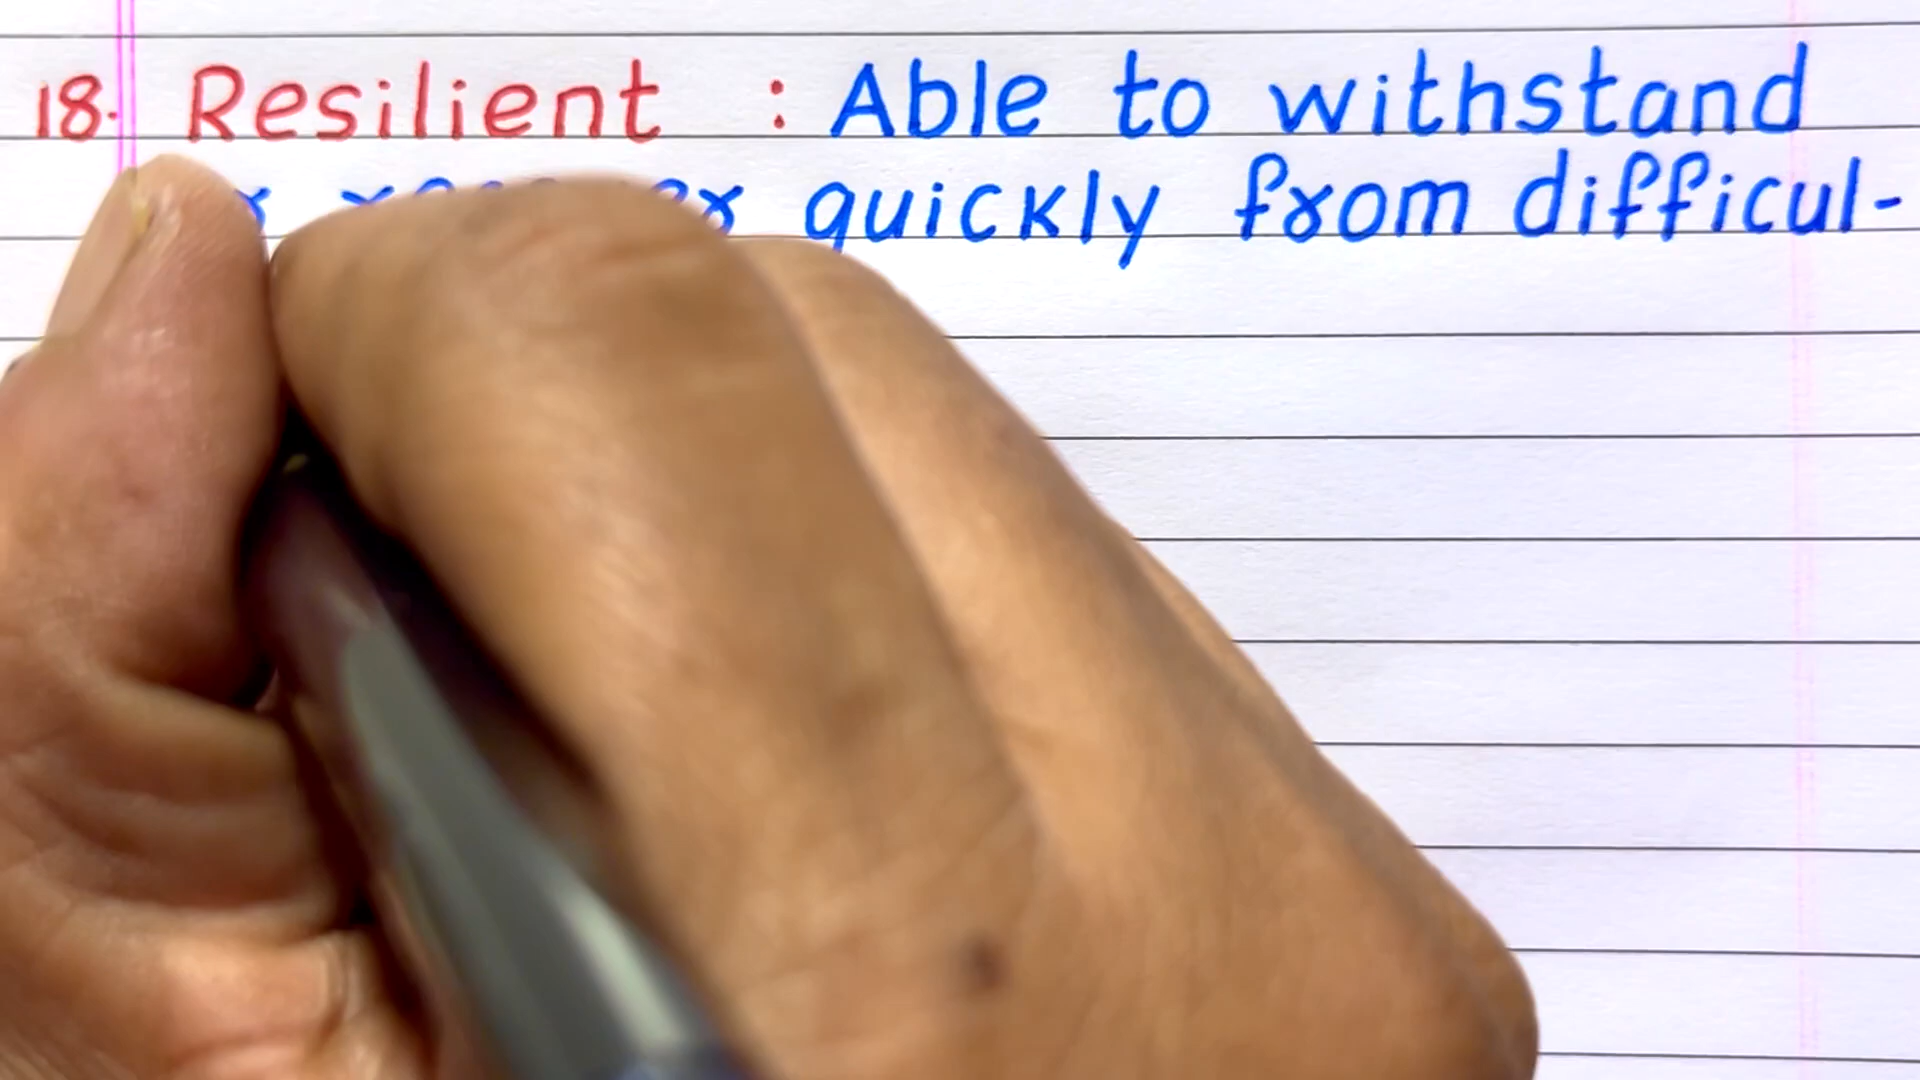 18. Resilient : Able to withstand
quickly from difficul-